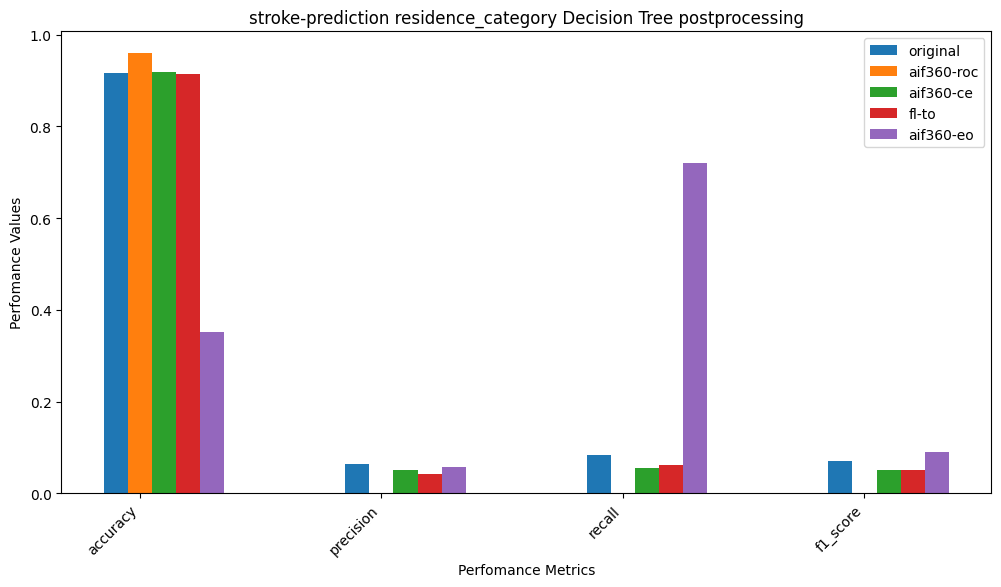 stroke-prediction residence_category Decision Tree postprocessing
original
aif360-roc
aif360-ce
fl-to
aif360-eo
Perfomance Values
1.0
0.8
0.6
0.4
0.2
0.0
accuracy
precision
recall
f1_score
Perfomance Metrics